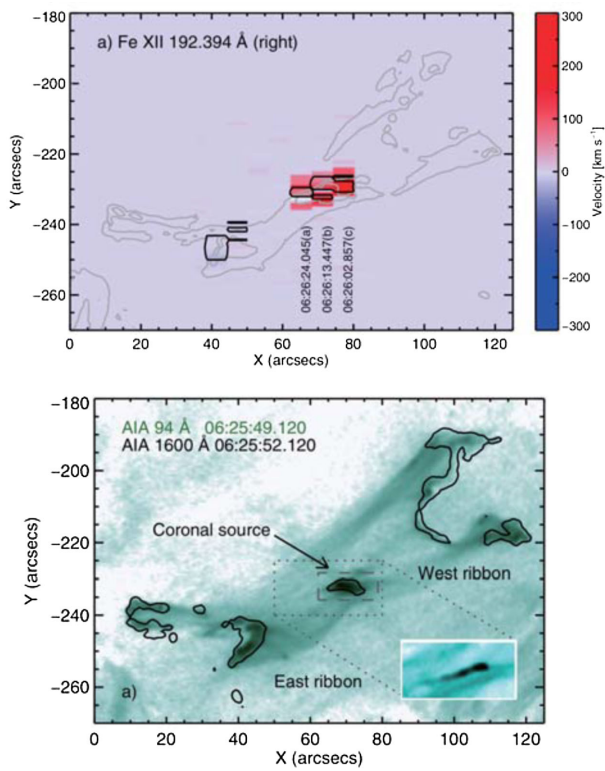 a) Fe XII 192.394 Å (right)
-180
-200
-220
-240
-260
Y (arcsecs)
0 20 40 60 80 100 120
X (arcsecs)
06:26:24.045(a)
06:26:13.447(b)
06:26:02.857(c)
300
200
100
0
-100
-200
-300
Velocity [km s⁻¹]
AIA 94 Å 06:25:49.120
AIA 1600 Å 06:25:52.120
-180
-200
-220
-240
-260
Y (arcsecs)
Coronal source
West ribbon
East ribbon
a)
0 20 40 60 80 100 120
X (arcsecs)